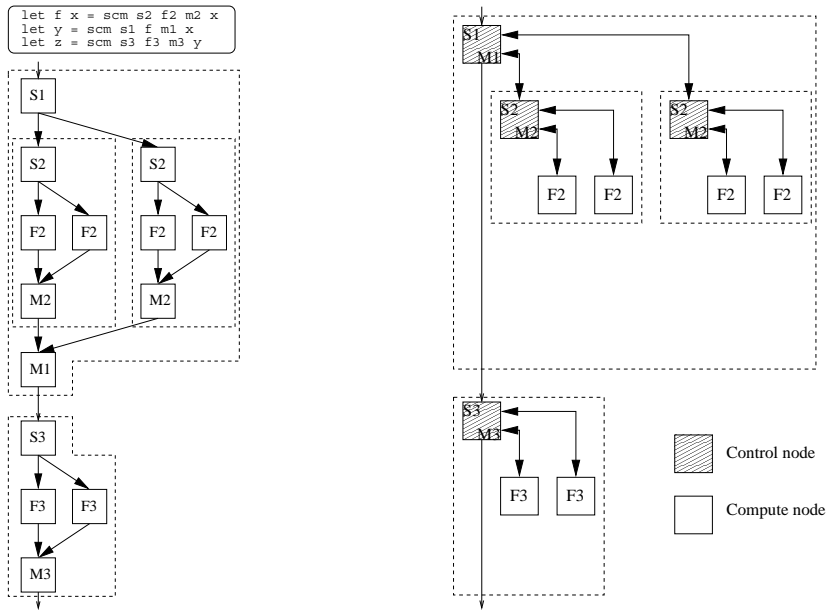 let f x = scm s2 f2 m2 x
let y = scm s1 f m1 x
let z = scm s3 f3 m3 y
S1
S2
S2
F2
F2
F2
F2
M2
M2
M1
S3
F3
F3
M3
S1
M1
S2
M2
S2
M2
F2
F2
F2
F2
S3
M3
F3
F3
Control node
Compute node